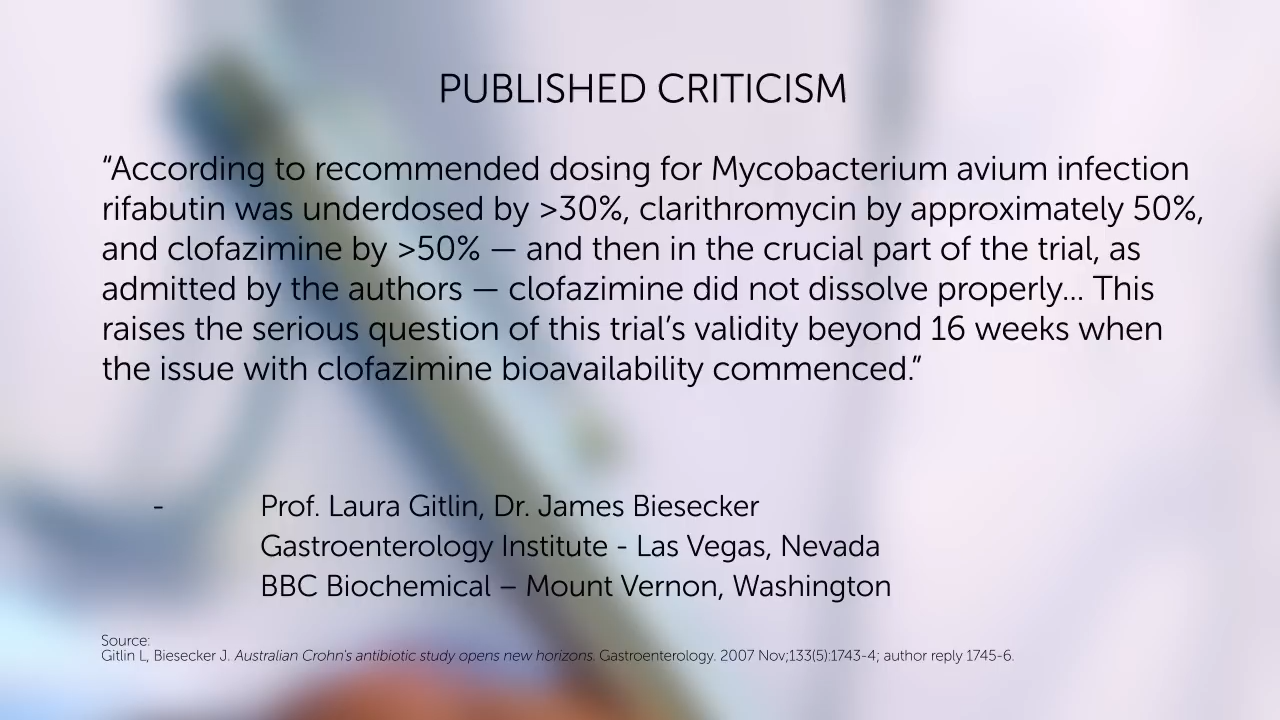 PUBLISHED CRITICISM
“According to recommended dosing for Mycobacterium avium infection
rifabutin was underdosed by >30%, clarithromycin by approximately 50%,
and clofazimine by >50% — and then in the crucial part of the trial, as
admitted by the authors — clofazimine did not dissolve properly... This
raises the serious question of this trial’s validity beyond 16 weeks when
the issue with clofazimine bioavailability commenced.”
- Prof. Laura Gitlin, Dr. James Biesecker
Gastroenterology Institute - Las Vegas, Nevada
BBC Biochemical – Mount Vernon, Washington
Source:
Gitlin L, Biesecker J. Australian Crohn's antibiotic study opens new horizons. Gastroenterology. 2007 Nov;133(5):1743-4; author reply 1745-6.